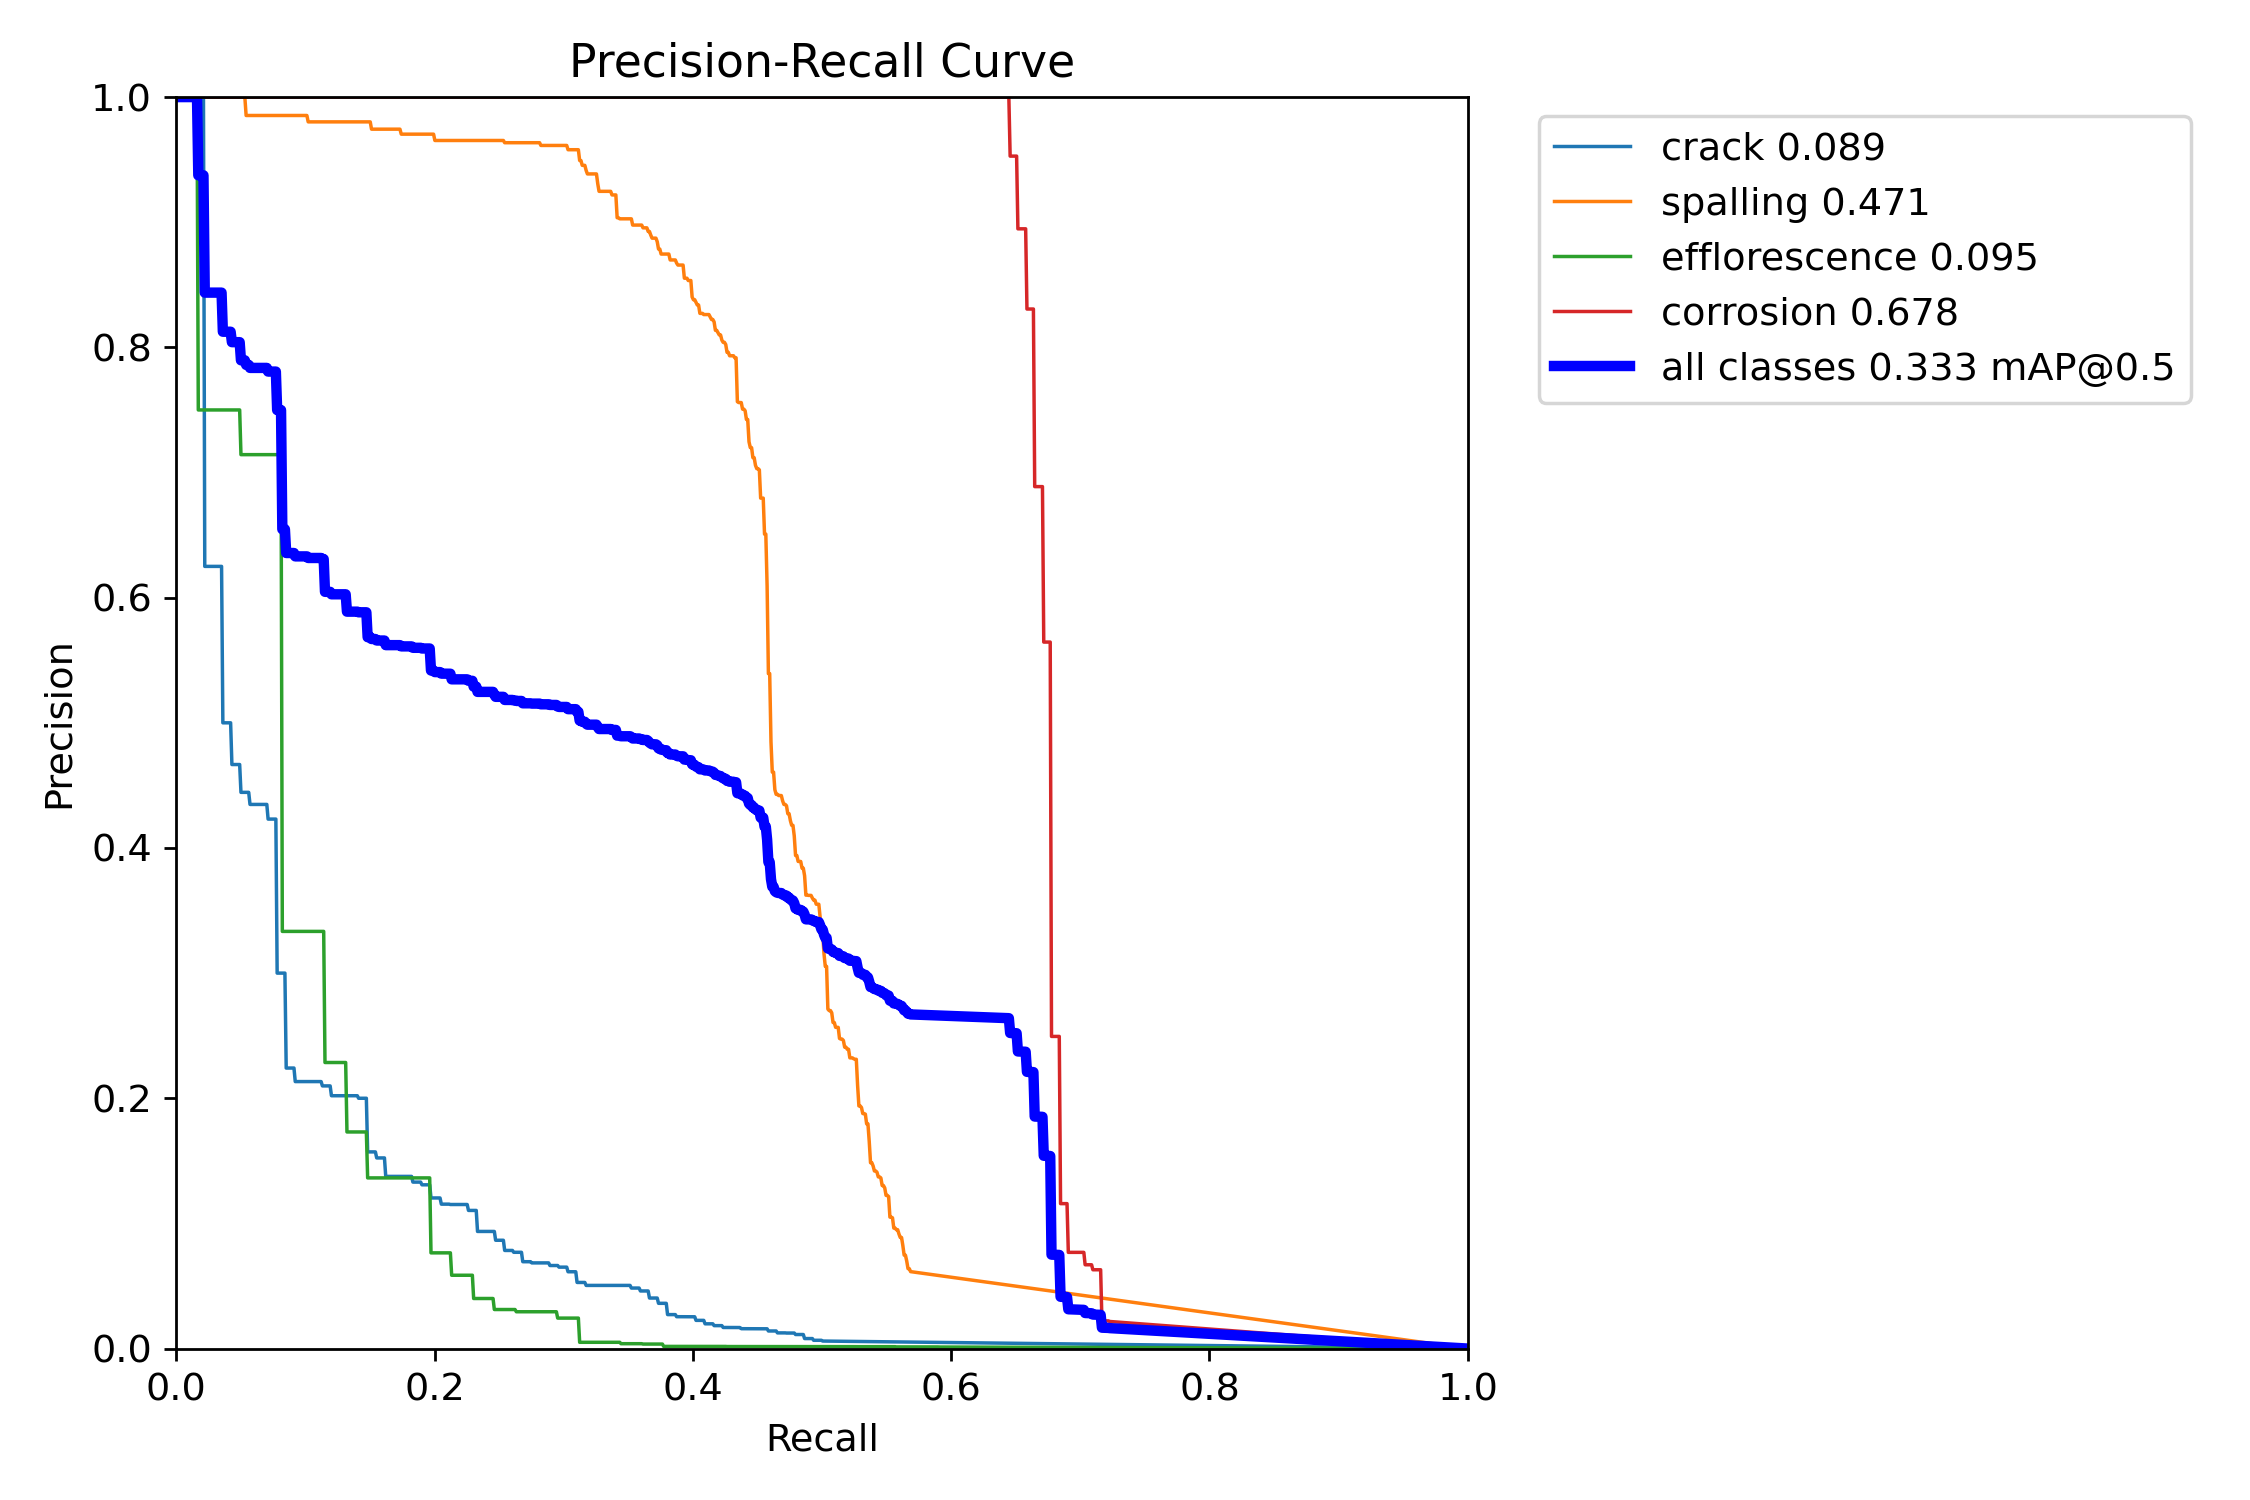 Precision-Recall Curve
1.0
0.8
0.6
0.4
0.2
0.0
Precision
0.0 0.2 0.4 0.6 0.8 1.0
Recall
crack 0.089
spalling 0.471
efflorescence 0.095
corrosion 0.678
all classes 0.333 mAP@0.5